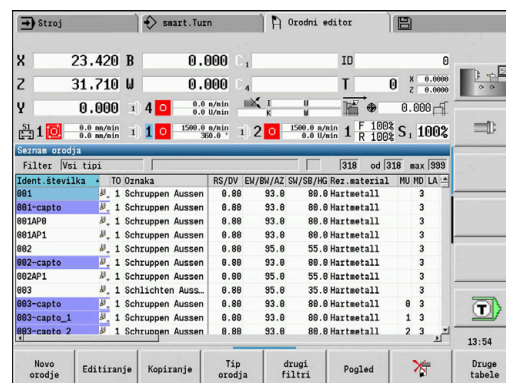 Stroj smart.Turn Orodni editor
X 23.420 B 0.000 C 1 ID 0
Z 31.710 U 0.000 C 4 T 0 X 0.0000 Z 0.0000
Y 0.000 1) 4 0.0 m/min 0.0 U/min I U K W 0.000
S1 1 0.0 mm/min 0.0 m/min 1) 1 1500.0 m/min 360.0 ° 1) 2 1500.0 m/min 0.0 U/min 1 F 100% R 100% S1 100%
Seznam orodja
Filter Vsi tipi 318 od 318 max 999
Ident.številka TO Oznaka RS/DV EW/BW/AZ SW/SB/HG Rez.material MU MD LA
001 1 Schruppen Aussen 0.80 93.0 80.0 Hartmetall 3
001-capto 1 Schruppen Aussen 0.80 93.0 80.0 Hartmetall 3
001AP0 1 Schruppen Aussen 0.80 93.0 80.0 Hartmetall 3
001AP1 1 Schruppen Aussen 0.80 93.0 80.0 Hartmetall 3
002 1 Schruppen Aussen 0.80 95.0 55.0 Hartmetall 3
002-capto 1 Schruppen Aussen 0.80 93.0 80.0 Hartmetall 3
002AP1 1 Schruppen Aussen 0.80 95.0 55.0 Hartmetall 3
003 1 Schlichten Auss… 0.80 95.0 35.0 Hartmetall 3
003-capto 1 Schruppen Aussen 0.80 93.0 80.0 Hartmetall 0 3
003-capto_1 1 Schruppen Aussen 0.80 93.0 80.0 Hartmetall 1 3
003-capto_2 1 Schruppen Aussen 0.80 93.0 80.0 Hartmetall 2 3
T
13:54
Novo orodje Editiranje Kopiranje Tip orodja drugi filtri Pogled Druge tabele